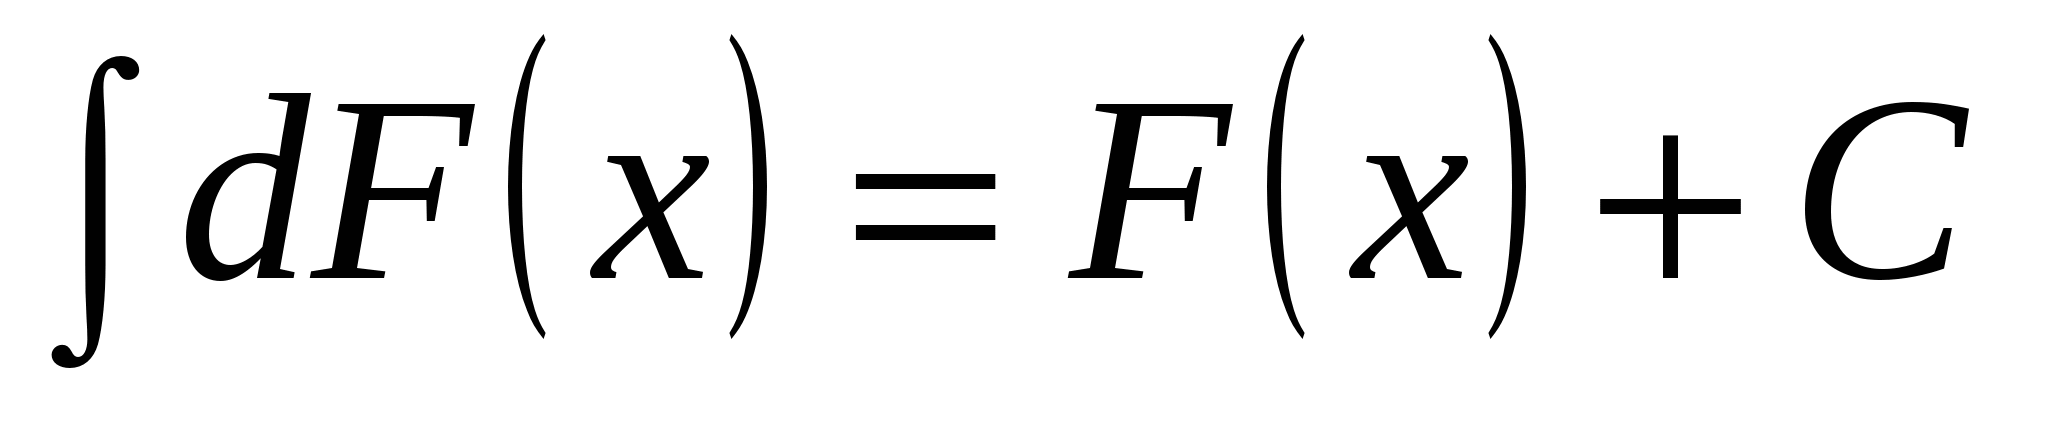 ∫ dF(x) = F(x) + C